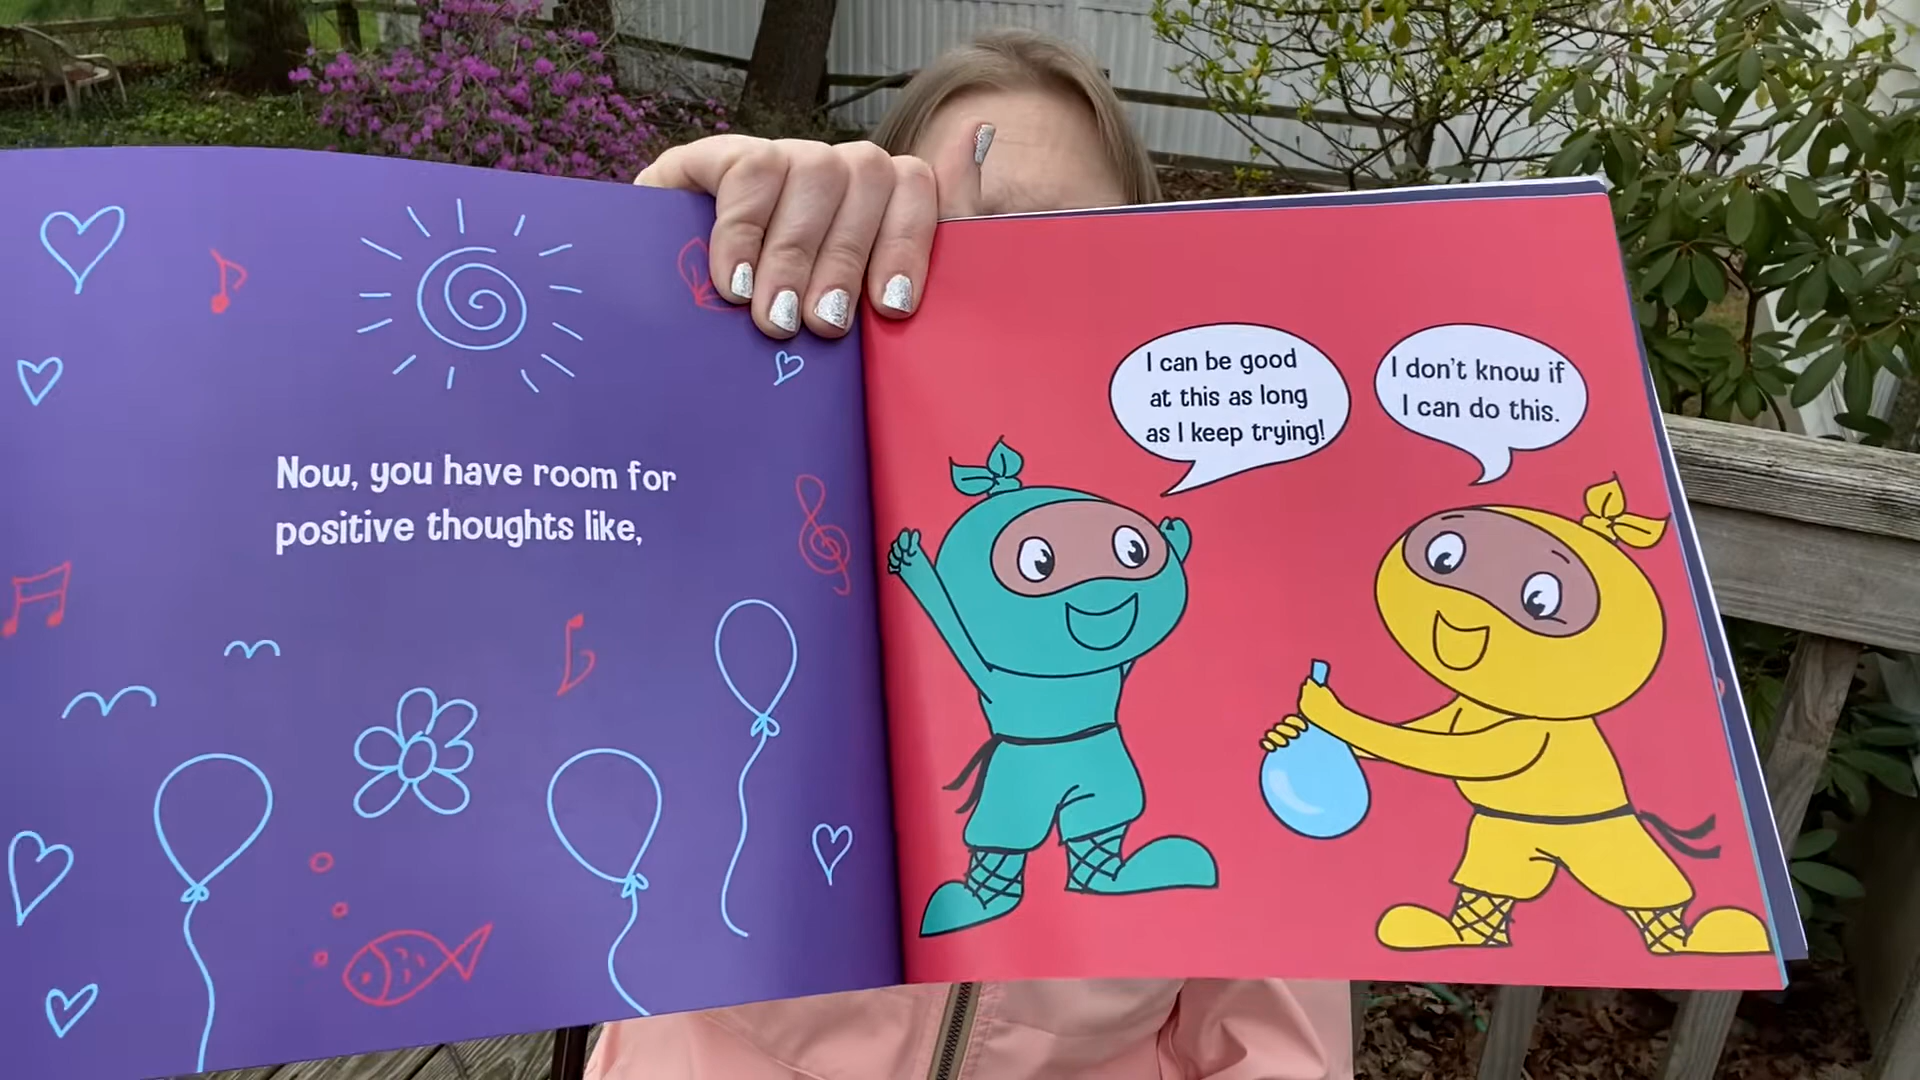 Now, you have room for
positive thoughts like,
I can be good
at this as long
as I keep trying!
I don't know if
I can do this.